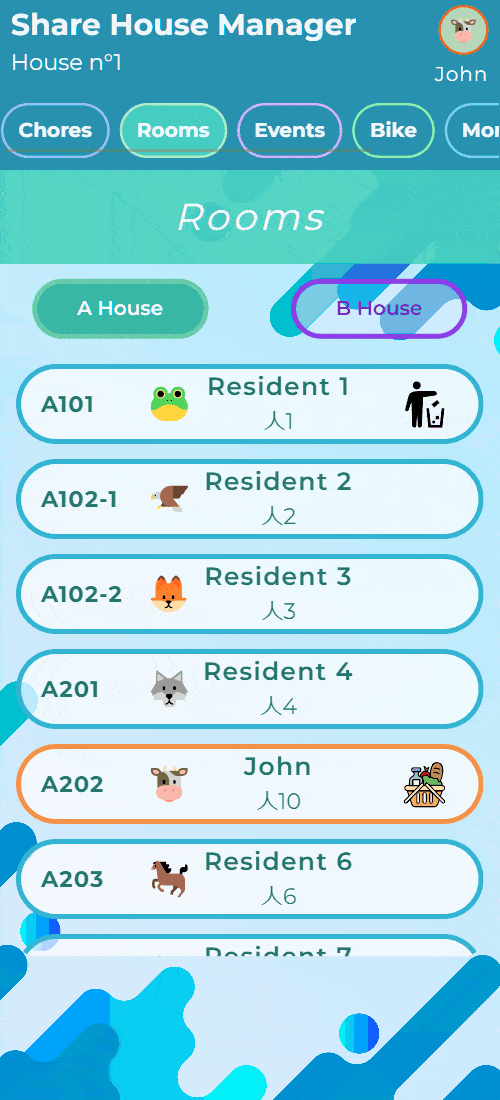 Share House Manager
House n°1
John
Chores
Rooms
Events
Bike
Rooms
A House
B House
A101
Resident 1
人1
A102-1
Resident 2
人2
A102-2
Resident 3
人3
A201
Resident 4
人4
A202
John
人10
A203
Resident 6
人6
Resident 7